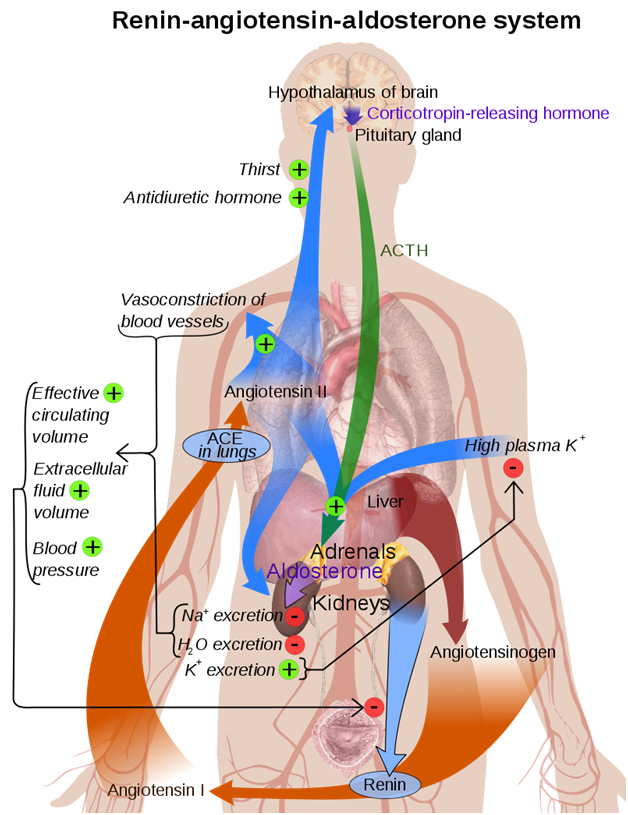 Renin-angiotensin-aldosterone system
Hypothalamus of brain
Corticotropin-releasing hormone
Pituitary gland
Thirst +
Antidiuretic hormone +
ACTH
Vasoconstriction of
blood vessels
+
Angiotensin II
Effective +
circulating
volume
ACE
in lungs
High plasma K+
-
Extracellular
fluid +
volume
Liver
+
Blood +
pressure
Adrenals
Aldosterone
Kidneys
Na+ excretion -
H2O excretion -
K+ excretion +
Angiotensinogen
-
Renin
Angiotensin I